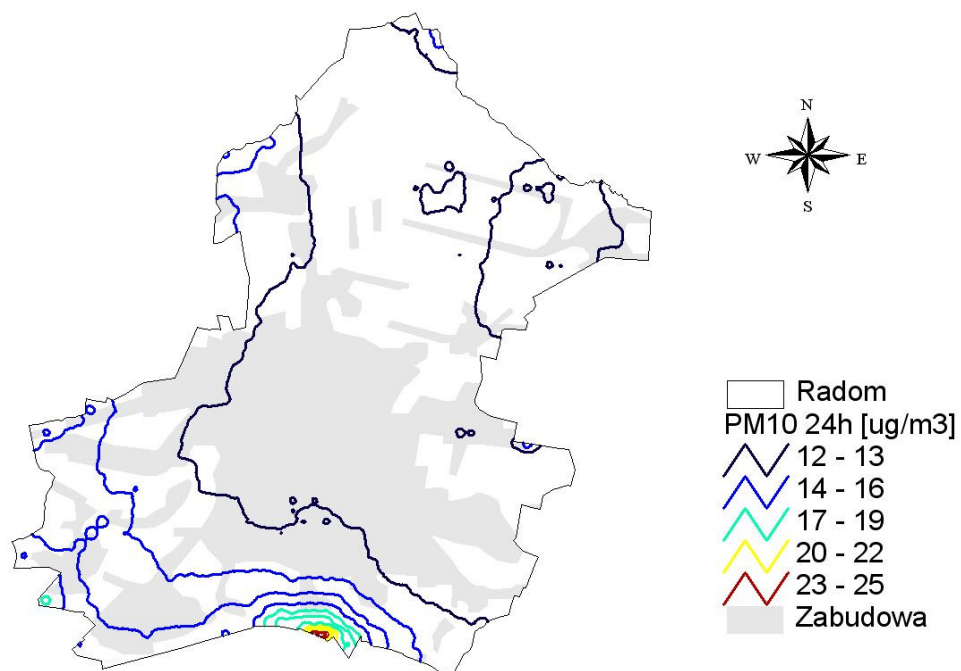 N
W E
S
Radom
PM10 24h [ug/m3]
12 - 13
14 - 16
17 - 19
20 - 22
23 - 25
Zabudowa